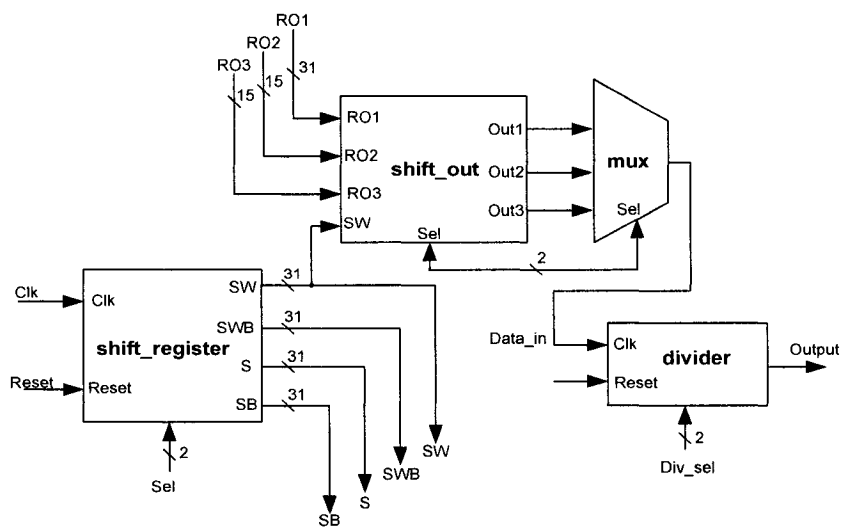 RO1
RO2
RO3
31
15
15
RO1
Out1
RO2
shift_out
Out2
mux
RO3
Out3
SW
Sel
Sel
2
Clk
Clk
SW
31
SWB
31
shift_register
S
31
Reset
Reset
SB
31
2
Sel
SB
S
SWB
SW
Data_in
Clk
divider
Output
Reset
2
Div_sel